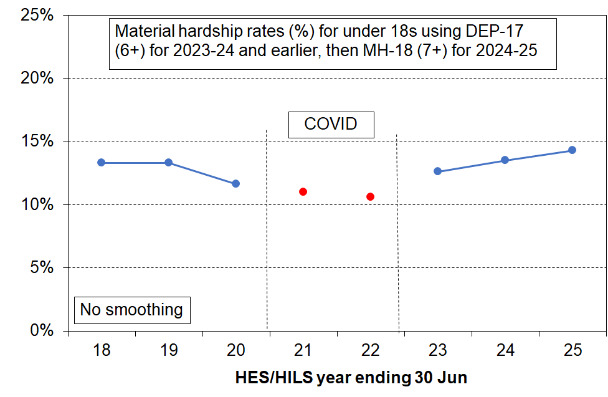 Material hardship rates (%) for under 18s using DEP-17
(6+) for 2023-24 and earlier, then MH-18 (7+) for 2024-25
25%
20%
15%
10%
5%
0%
COVID
No smoothing
18 19 20 21 22 23 24 25
HES/HILS year ending 30 Jun